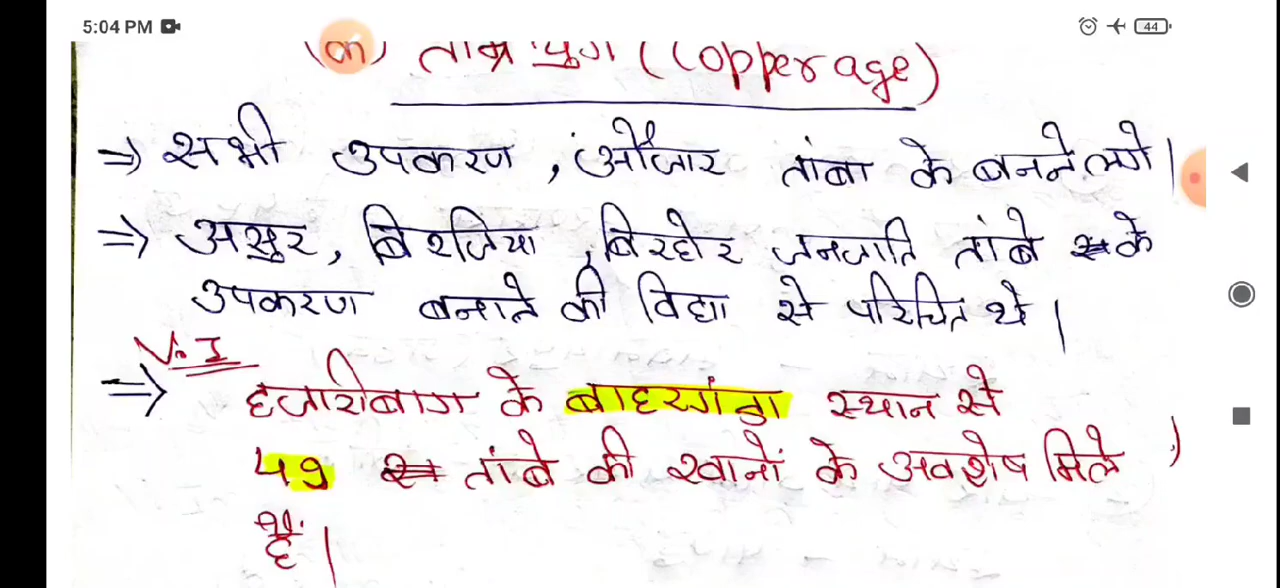 5:04 PM
44
ताम्र युग (Copper age)
⇒ सभी उपकरण, औजार तांबा के बनने लगे।
⇒ असुर, बिरजिया, बिरहोर जनजाति तांबे के
उपकरण बनाते की विद्या से परिचित थे।
V.I
⇒ हजारीबाग के बाहरगंडा स्थान से
49 तांबे की खानों के अवशेष मिले
हैं।